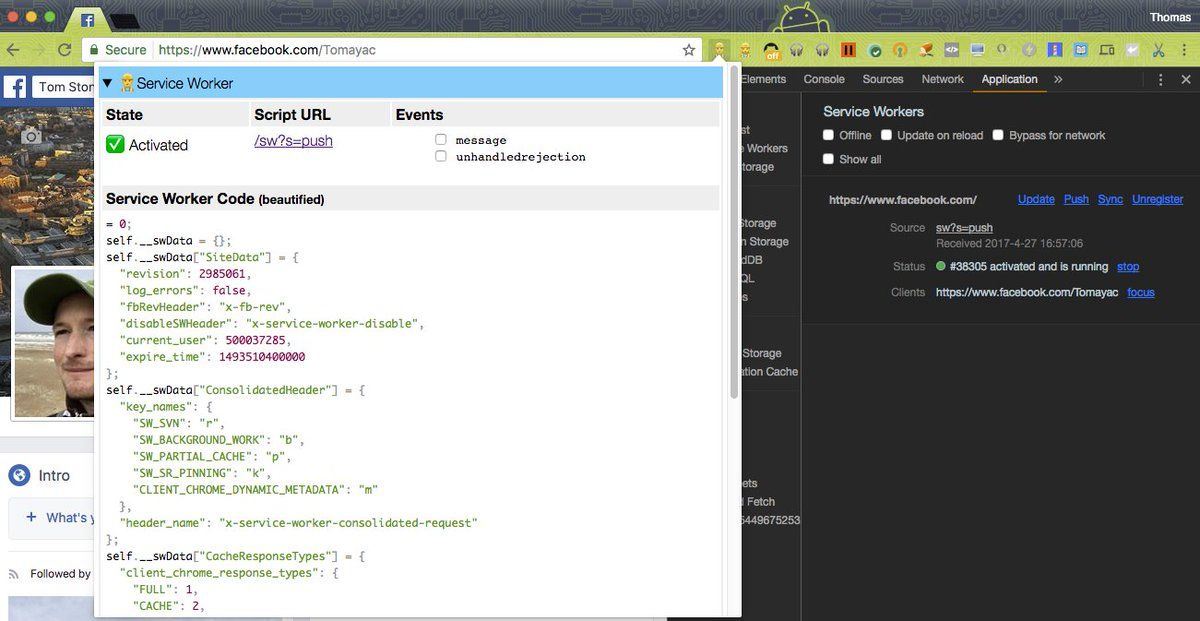 Thomas
Secure https://www.facebook.com/Tomayac
off
Tom Ston
Service Worker
State Script URL Events
Activated /sw?s=push message
unhandledrejection
Service Worker Code (beautified)
= 0;
self.__swData = {};
self.__swData["SiteData"] = {
"revision": 2985061,
"log_errors": false,
"fbRevHeader": "x-fb-rev",
"disableSWHeader": "x-service-worker-disable",
"current_user": 500037285,
"expire_time": 1493510400000
};
self.__swData["ConsolidatedHeader"] = {
"key_names": {
"SW_SVN": "r",
"SW_BACKGROUND_WORK": "b",
"SW_PARTIAL_CACHE": "p",
"SW_SR_PINNING": "k",
"CLIENT_CHROME_DYNAMIC_METADATA": "m"
},
"header_name": "x-service-worker-consolidated-request"
};
self.__swData["CacheResponseTypes"] = {
"client_chrome_response_types": {
"FULL": 1,
"CACHE": 2,
Intro
+ What's y
Followed by
Elements Console Sources Network Application »
st
e Workers
torage
Storage
n Storage
dDB
QL
s
Storage
ation Cache
ets
d Fetch
5449675253
Service Workers
Offline Update on reload Bypass for network
Show all
https://www.facebook.com/ Update Push Sync Unregister
Source sw?s=push
Received 2017-4-27 16:57:06
Status #38305 activated and is running stop
Clients https://www.facebook.com/Tomayac focus